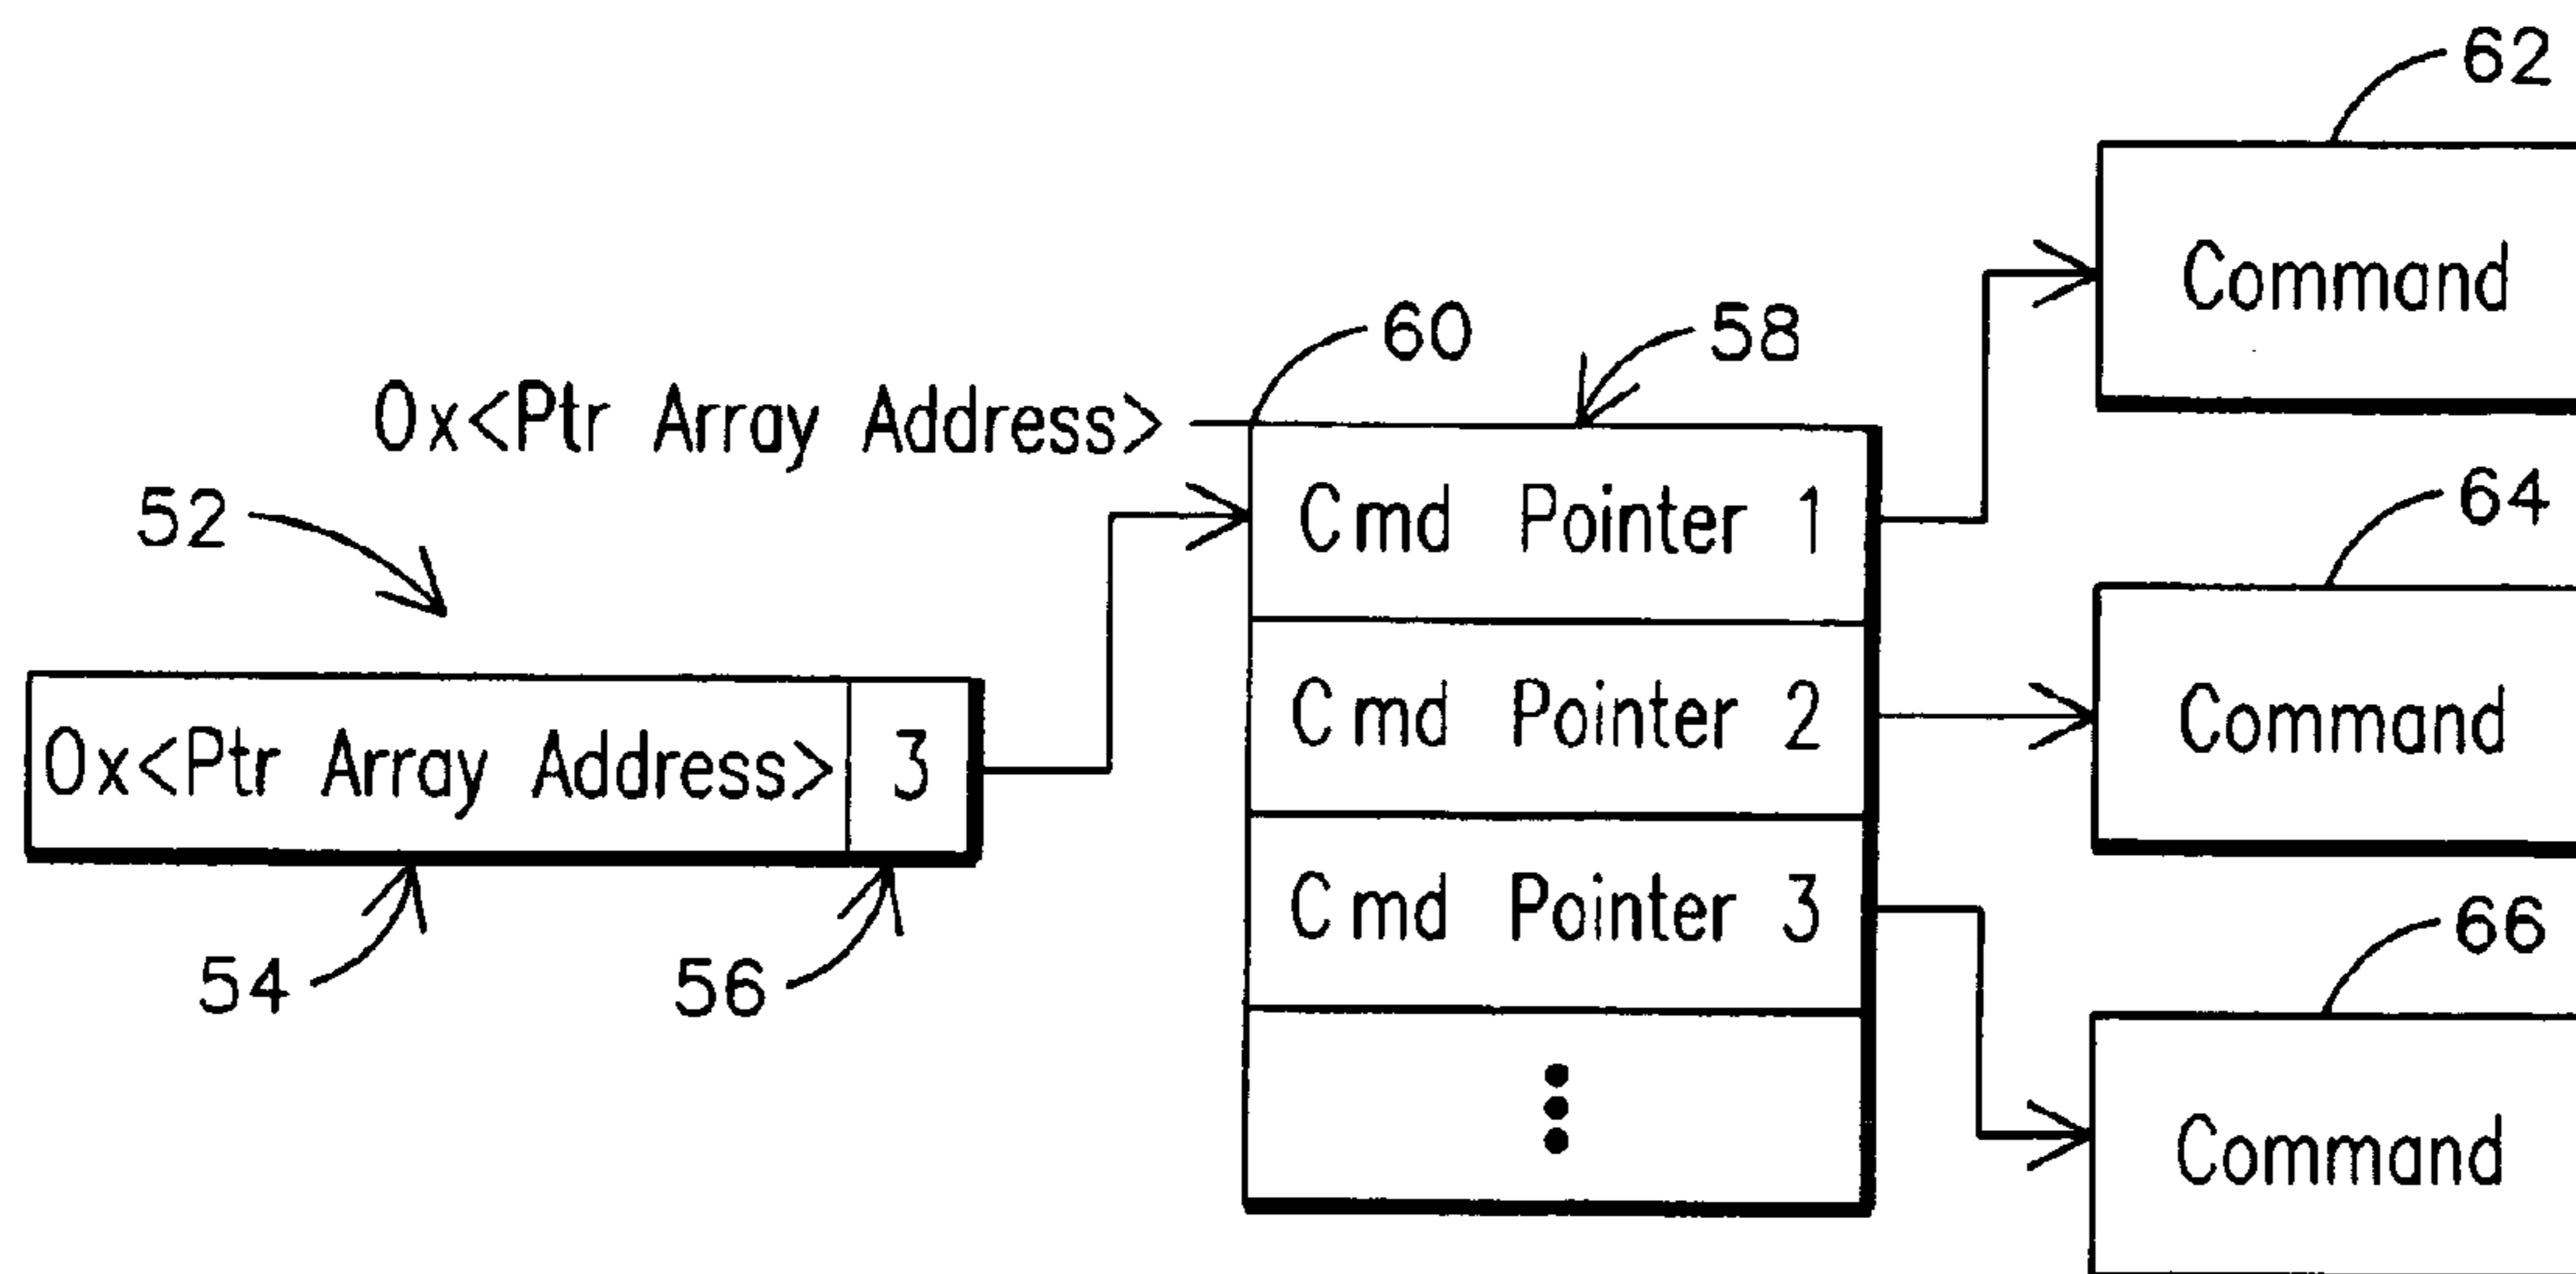 62
Command
60
58
0x<Ptr Array Address>
52
Cmd Pointer 1
64
Cmd Pointer 2
Command
0x<Ptr Array Address> 3
Cmd Pointer 3
66
54
56
Command